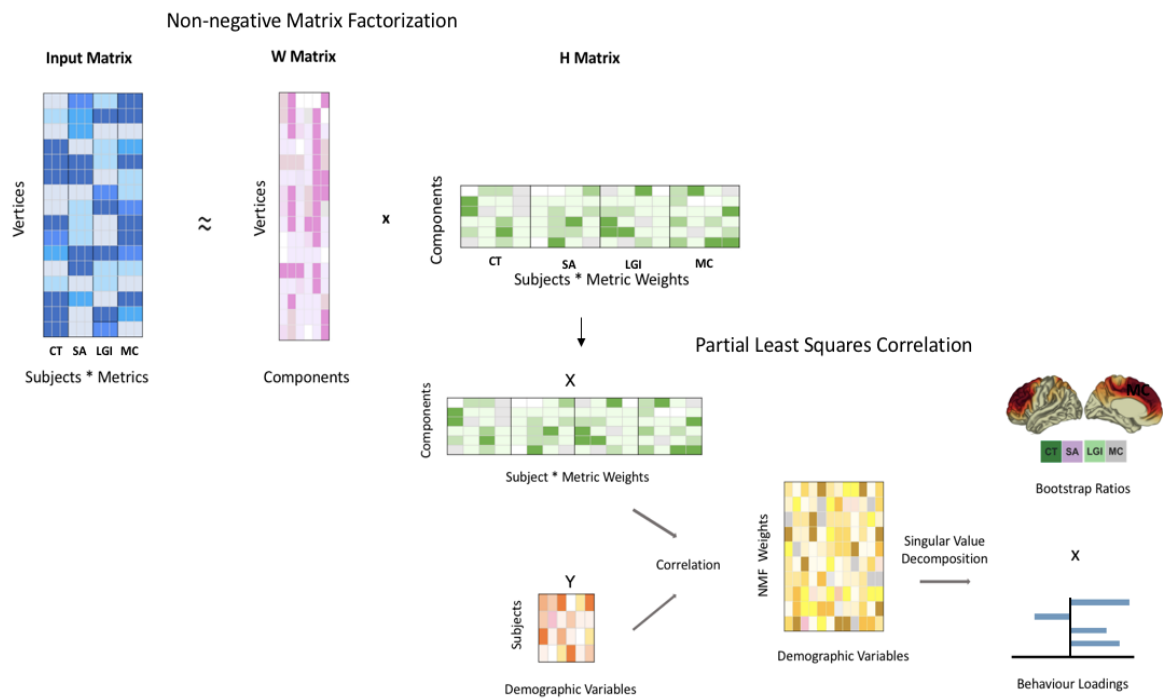 Non-negative Matrix Factorization
Input Matrix
W Matrix
H Matrix
Vertices
≈
Vertices
x
Components
CT SA LGI MC
Subjects * Metric Weights
CT SA LGI MC
Subjects * Metrics
Components
Partial Least Squares Correlation
X
Components
Subject * Metric Weights
MC
CT SA LGI MC
Bootstrap Ratios
Correlation
NMF Weights
Singular Value
Decomposition
X
Y
Subjects
Demographic Variables
Demographic Variables
Behaviour Loadings